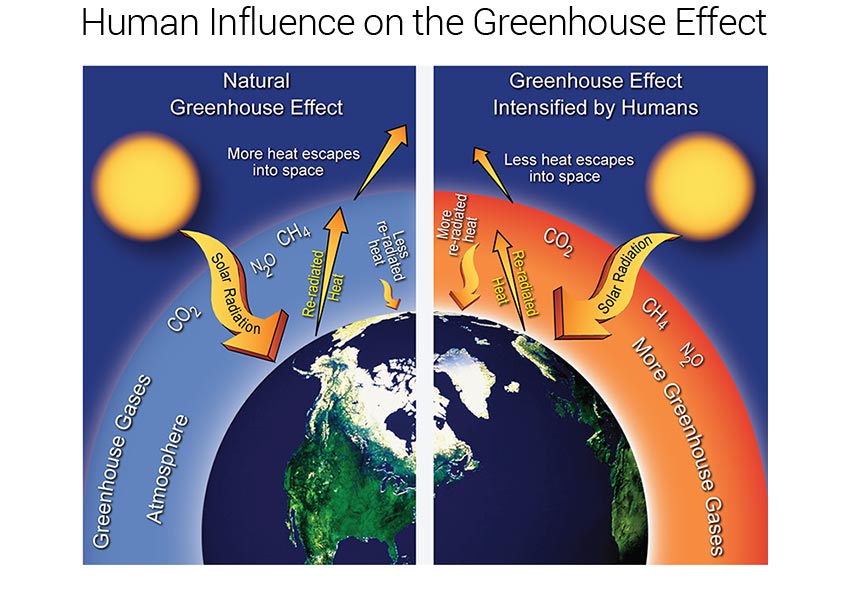 Human Influence on the Greenhouse Effect
Natural
Greenhouse Effect
More heat escapes
into space
CH₄
N₂O
CO₂
Solar Radiation
Re-radiated
Heat
Less
re-radiated
heat
Greenhouse Gases
Atmosphere
Greenhouse Effect
Intensified by Humans
Less heat escapes
into space
More
re-radiated
heat
Re-radiated
Heat
CO₂
Solar Radiation
CH₄
N₂O
More Greenhouse Gases